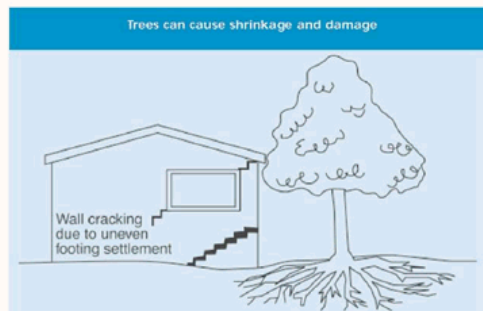 Trees can cause shrinkage and damage
Wall cracking
due to uneven
footing settlement